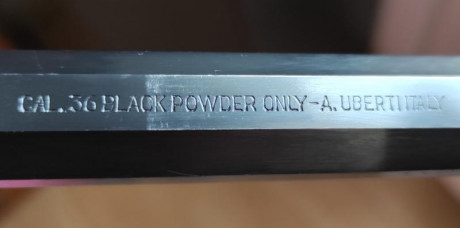 CAL. 36 BLACK POWDER ONLY-A. UBERTI ITALY